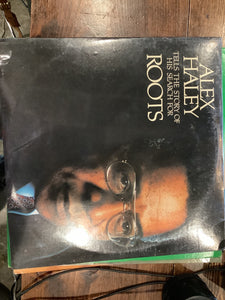 ALEX
HALEY
TELLS THE STORY OF
HIS SEARCH FOR
ROOTS